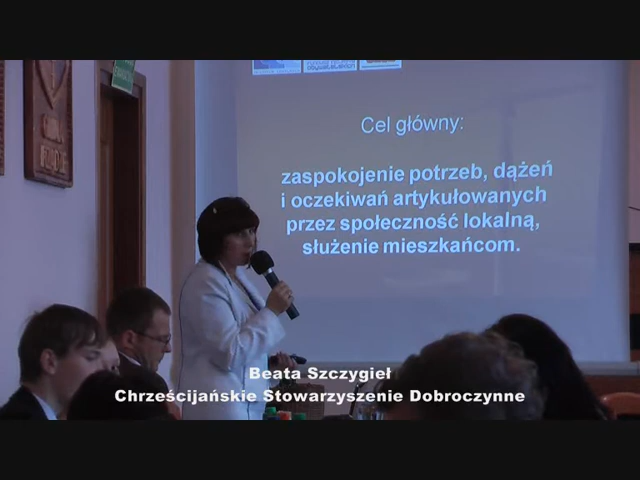 Cel główny:
zaspokojenie potrzeb, dążeń
i oczekiwań artykułowanych
przez społeczność lokalną,
służenie mieszkańcom.
Beata Szczygieł
Chrześcijańskie Stowarzyszenie Dobroczynne